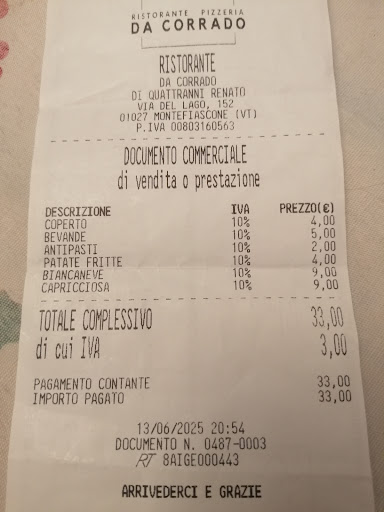 RISTORANTE PIZZERIA
DA CORRADO
RISTORANTE
DA CORRADO
DI QUATTRANNI RENATO
VIA DEL LAGO, 152
01027 MONTEFIASCONE (VT)
P.IVA 00803160563
DOCUMENTO COMMERCIALE
di vendita o prestazione
DESCRIZIONE IVA PREZZO(€)
COPERTO 10% 4,00
BEVANDE 10% 5,00
ANTIPASTI 10% 2,00
PATATE FRITTE 10% 4,00
BIANCANEVE 10% 9,00
CAPRICCIOSA 10% 9,00
TOTALE COMPLESSIVO 33,00
di cui IVA 3,00
PAGAMENTO CONTANTE 33,00
IMPORTO PAGATO 33,00
13/06/2025 20:54
DOCUMENTO N. 0487-0003
RT 8AIGE000443
ARRIVEDERCI E GRAZIE